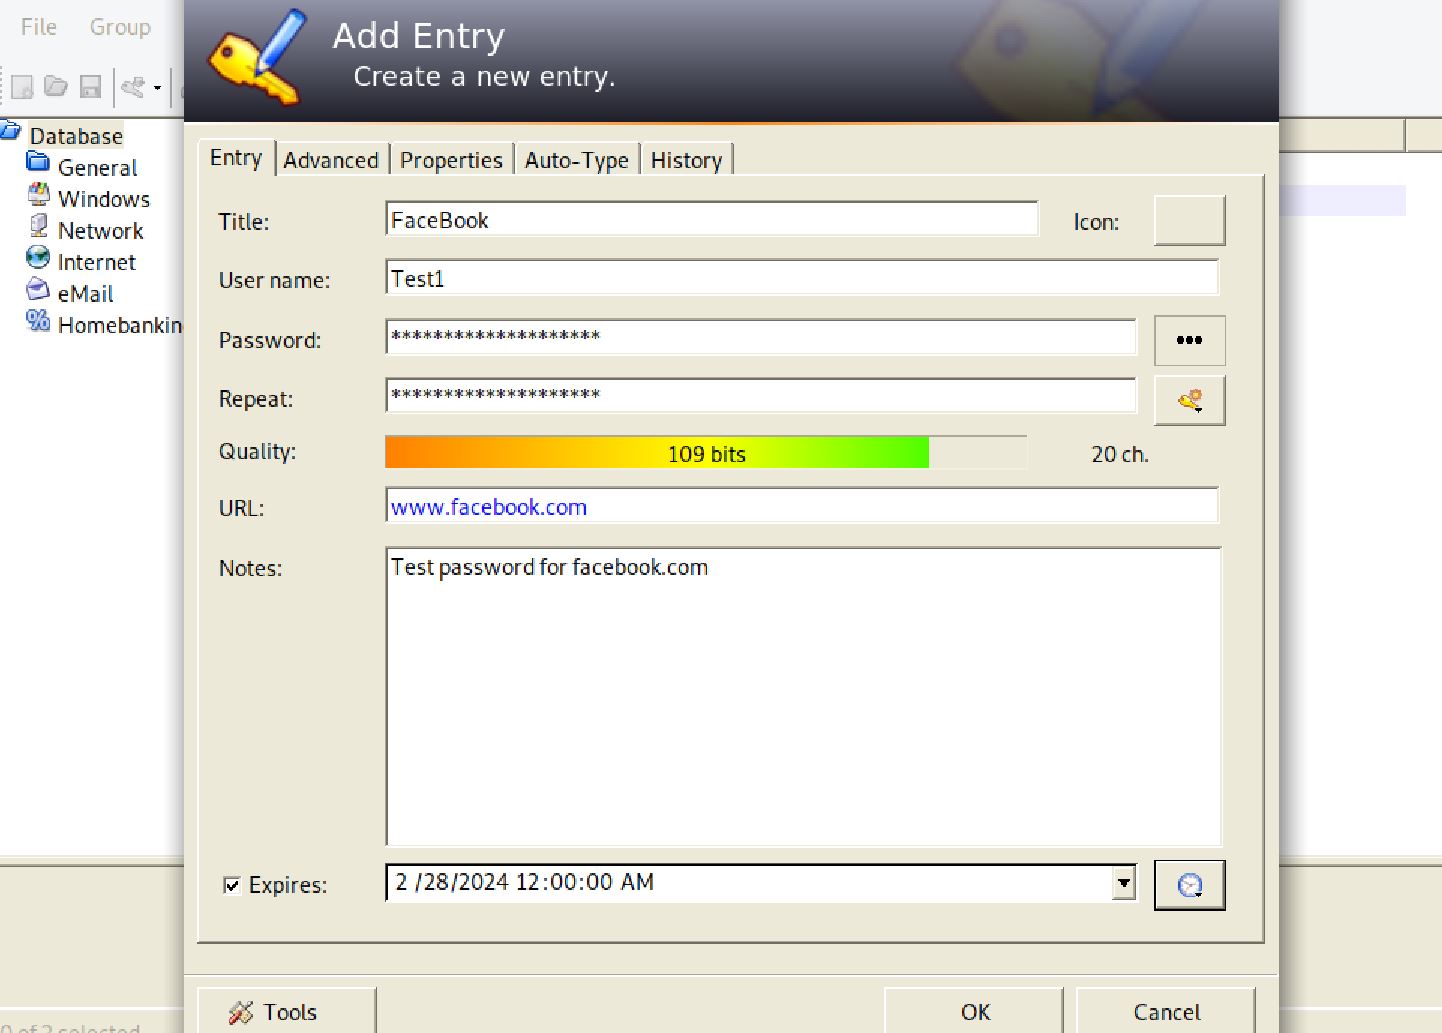 File Group
Add Entry
Create a new entry.
Database
General
Windows
Network
Internet
eMail
Homebankin
Entry Advanced Properties Auto-Type History
Title: FaceBook Icon:
User name: Test1
Password: ******************** •••
Repeat: ********************
Quality: 109 bits 20 ch.
URL: www.facebook.com
Notes: Test password for facebook.com
Expires: 2 /28/2024 12:00:00 AM
Tools OK Cancel
0 of 2 selected